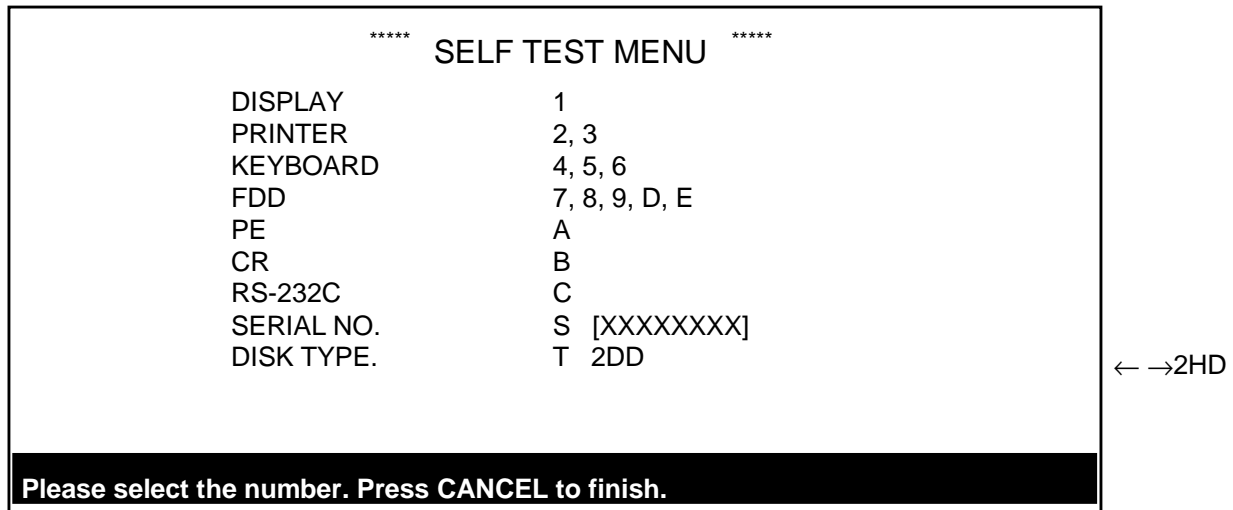 ***** SELF TEST MENU *****
DISPLAY 1
PRINTER 2, 3
KEYBOARD 4, 5, 6
FDD 7, 8, 9, D, E
PE A
CR B
RS-232C C
SERIAL NO. S [XXXXXXXX]
DISK TYPE. T 2DD ← →2HD
Please select the number. Press CANCEL to finish.